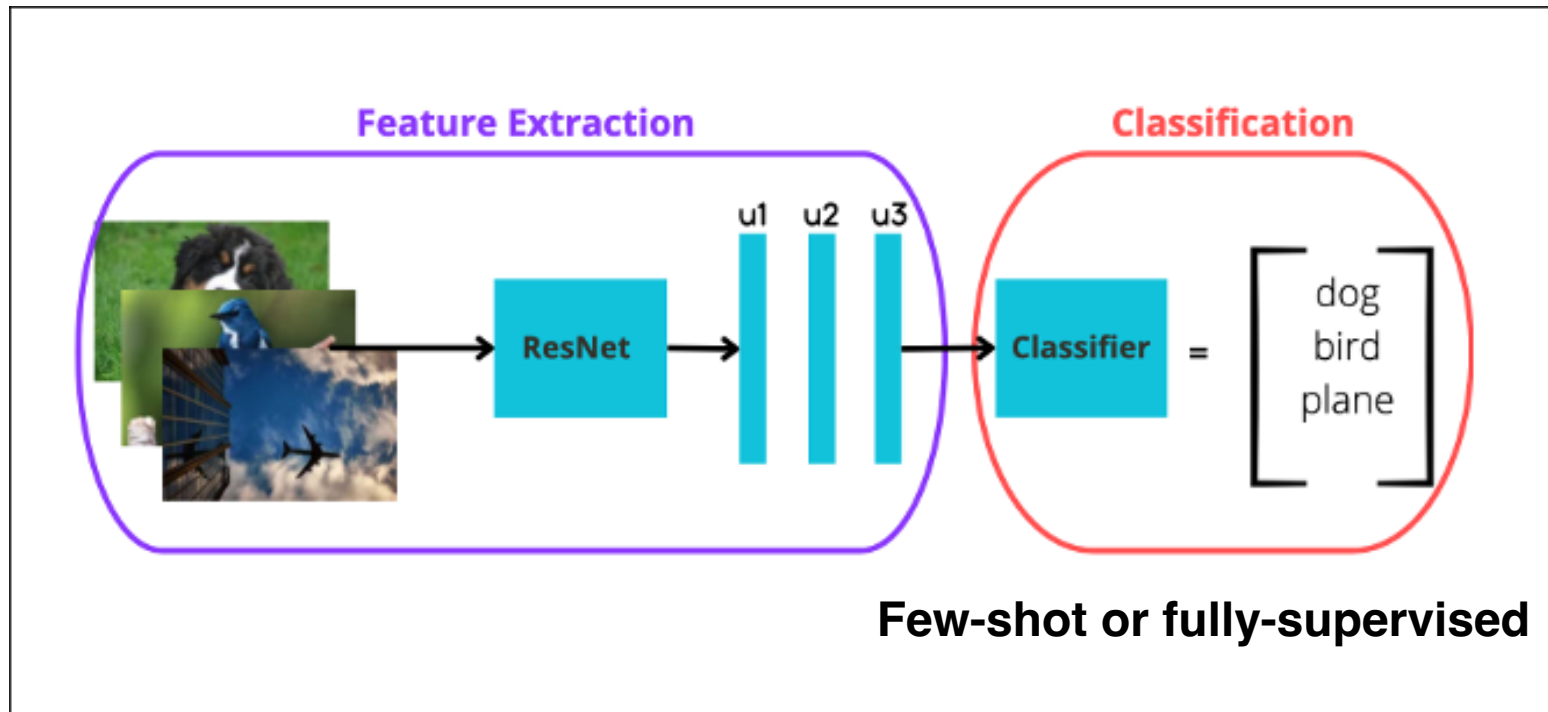 Feature Extraction
Classification
u1 u2 u3
ResNet
Classifier
=
dog
bird
plane
Few-shot or fully-supervised